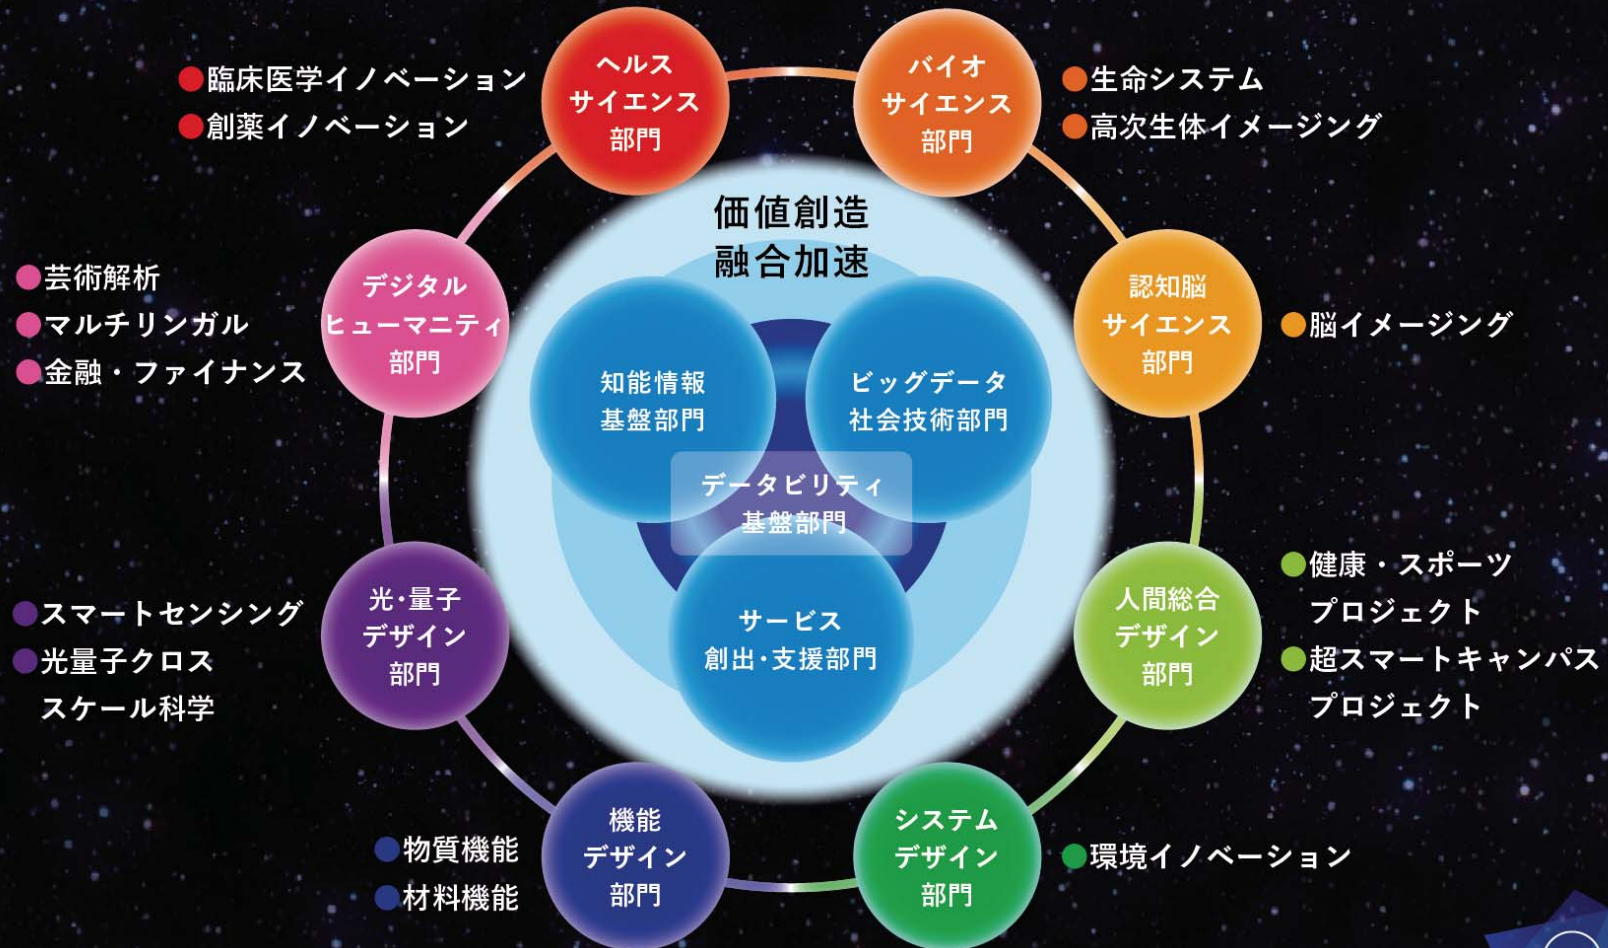 ヘルス
サイエンス
部門
●臨床医学イノベーション
●創薬イノベーション
バイオ
サイエンス
部門
●生命システム
●高次生体イメージング
価値創造
融合加速
デジタル
ヒューマニティ
部門
●芸術解析
●マルチリンガル
●金融・ファイナンス
認知脳
サイエンス
部門
●脳イメージング
知能情報
基盤部門
ビッグデータ
社会技術部門
データビリティ
基盤部門
サービス
創出・支援部門
光・量子
デザイン
部門
●スマートセンシング
●光量子クロス
スケール科学
人間総合
デザイン
部門
●健康・スポーツ
プロジェクト
●超スマートキャンパス
プロジェクト
機能
デザイン
部門
●物質機能
●材料機能
システム
デザイン
部門
●環境イノベーション